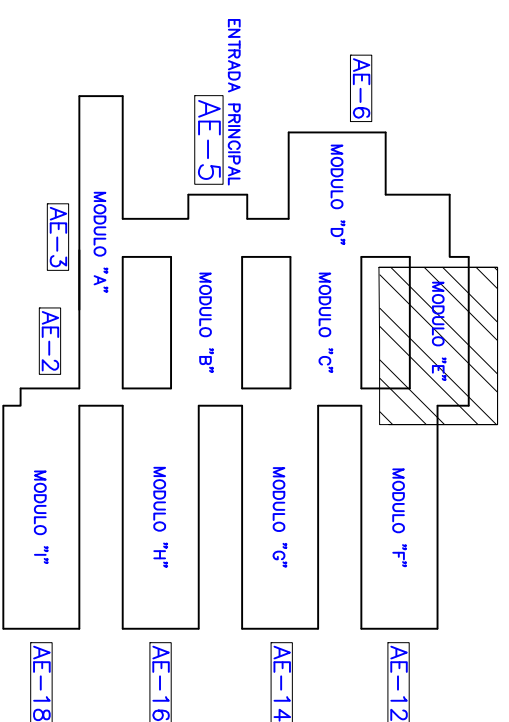 ENTRADA PRINCIPAL
AE-5
AE-6
MODULO "D"
MODULO "E"
MODULO "A"
MODULO "B"
MODULO "C"
AE-3
AE-2
MODULO "I"
MODULO "H"
MODULO "G"
MODULO "F"
AE-18
AE-16
AE-14
AE-12